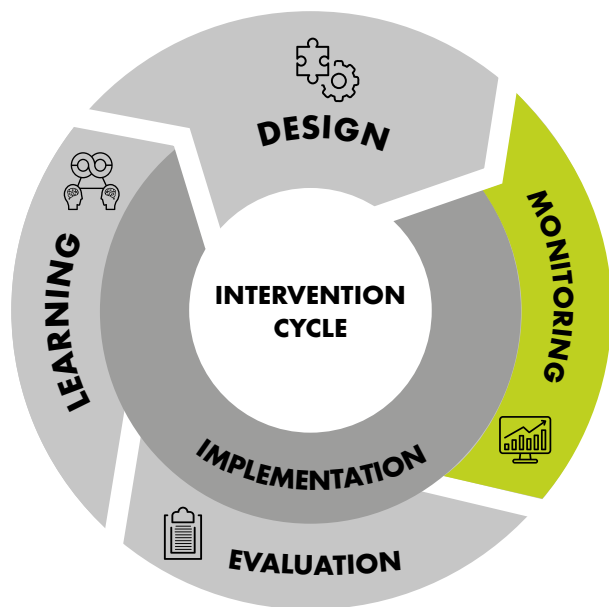 DESIGN
MONITORING
LEARNING
INTERVENTION
CYCLE
IMPLEMENTATION
EVALUATION